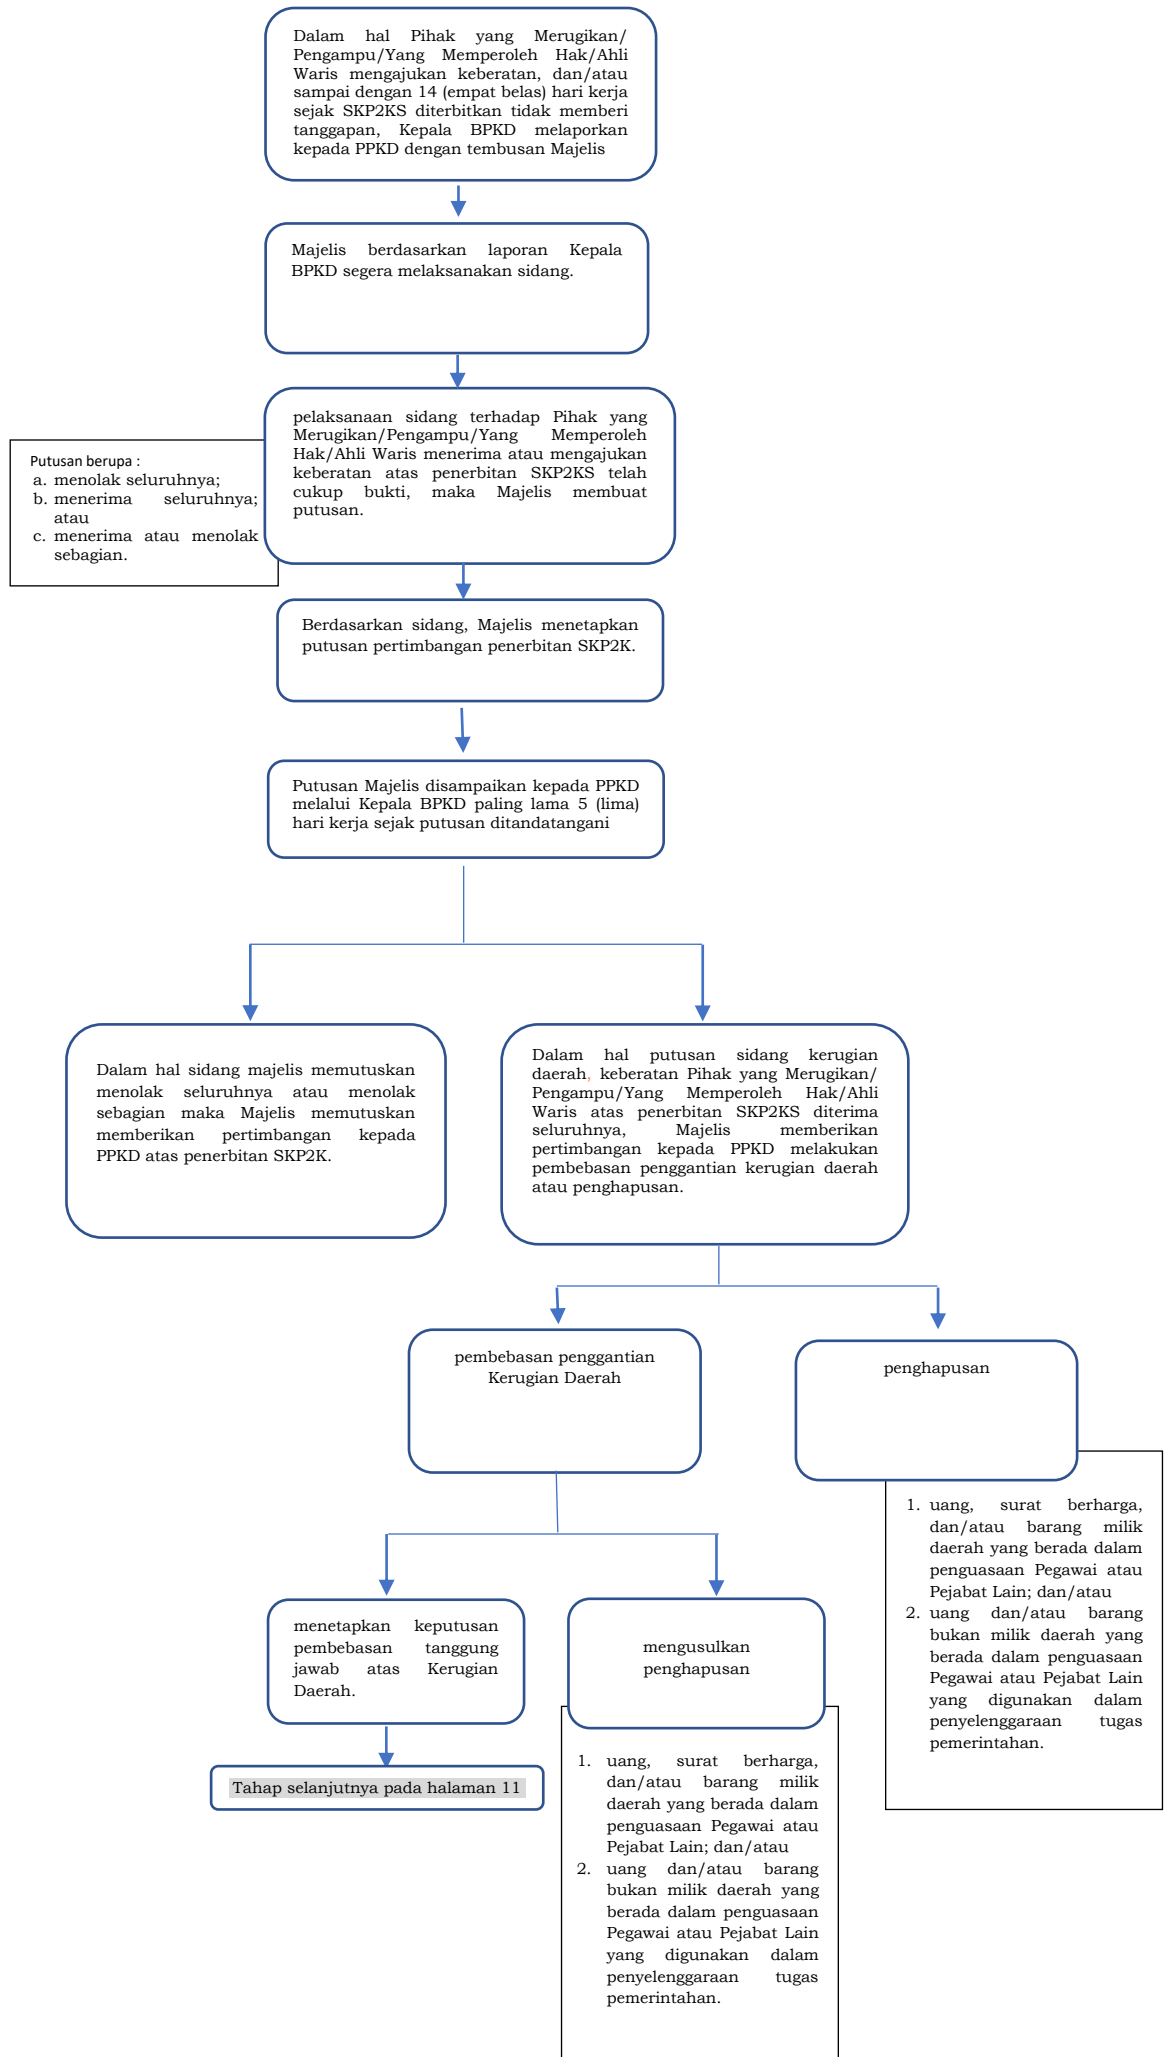 Dalam hal Pihak yang Merugikan/
Pengampu/Yang Memperoleh Hak/Ahli
Waris mengajukan keberatan, dan/atau
sampai dengan 14 (empat belas) hari kerja
sejak SKP2KS diterbitkan tidak memberi
tanggapan, Kepala BPKD melaporkan
kepada PPKD dengan tembusan Majelis
Majelis berdasarkan laporan Kepala
BPKD segera melaksanakan sidang.
pelaksanaan sidang terhadap Pihak yang
Merugikan/Pengampu/Yang Memperoleh
Hak/Ahli Waris menerima atau mengajukan
keberatan atas penerbitan SKP2KS telah
cukup bukti, maka Majelis membuat
putusan.
Putusan berupa :
a. menolak seluruhnya;
b. menerima seluruhnya;
atau
c. menerima atau menolak
sebagian.
Berdasarkan sidang, Majelis menetapkan
putusan pertimbangan penerbitan SKP2K.
Putusan Majelis disampaikan kepada PPKD
melalui Kepala BPKD paling lama 5 (lima)
hari kerja sejak putusan ditandatangani
Dalam hal sidang majelis memutuskan
menolak seluruhnya atau menolak
sebagian maka Majelis memutuskan
memberikan pertimbangan kepada
PPKD atas penerbitan SKP2K.
Dalam hal putusan sidang kerugian
daerah, keberatan Pihak yang Merugikan/
Pengampu/Yang Memperoleh Hak/Ahli
Waris atas penerbitan SKP2KS diterima
seluruhnya, Majelis memberikan
pertimbangan kepada PPKD melakukan
pembebasan penggantian kerugian daerah
atau penghapusan.
pembebasan penggantian
Kerugian Daerah
penghapusan
1. uang, surat berharga,
dan/atau barang milik
daerah yang berada dalam
penguasaan Pegawai atau
Pejabat Lain; dan/atau
2. uang dan/atau barang
bukan milik daerah yang
berada dalam penguasaan
Pegawai atau Pejabat Lain
yang digunakan dalam
penyelenggaraan tugas
pemerintahan.
menetapkan keputusan
pembebasan tanggung
jawab atas Kerugian
Daerah.
Tahap selanjutnya pada halaman 11
mengusulkan
penghapusan
1. uang, surat berharga,
dan/atau barang milik
daerah yang berada dalam
penguasaan Pegawai atau
Pejabat Lain; dan/atau
2. uang dan/atau barang
bukan milik daerah yang
berada dalam penguasaan
Pegawai atau Pejabat Lain
yang digunakan dalam
penyelenggaraan tugas
pemerintahan.